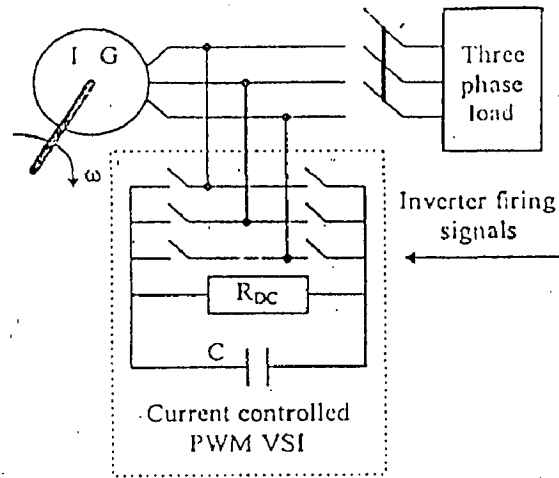 I G
ω
Three
phase
load
Inverter firing
signals
R_DC
C
Current controlled
PWM VSI